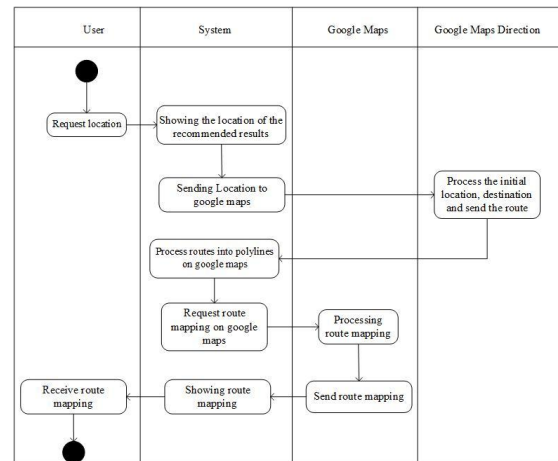 User
System
Google Maps
Google Maps Direction
Request location
Showing the location of the
recommended results
Sending Location to
google maps
Process the initial
location, destination
and send the route
Process routes into polylines
on google maps
Request route
mapping on google
maps
Processing
route mapping
Send route mapping
Showing route
mapping
Receive route
mapping